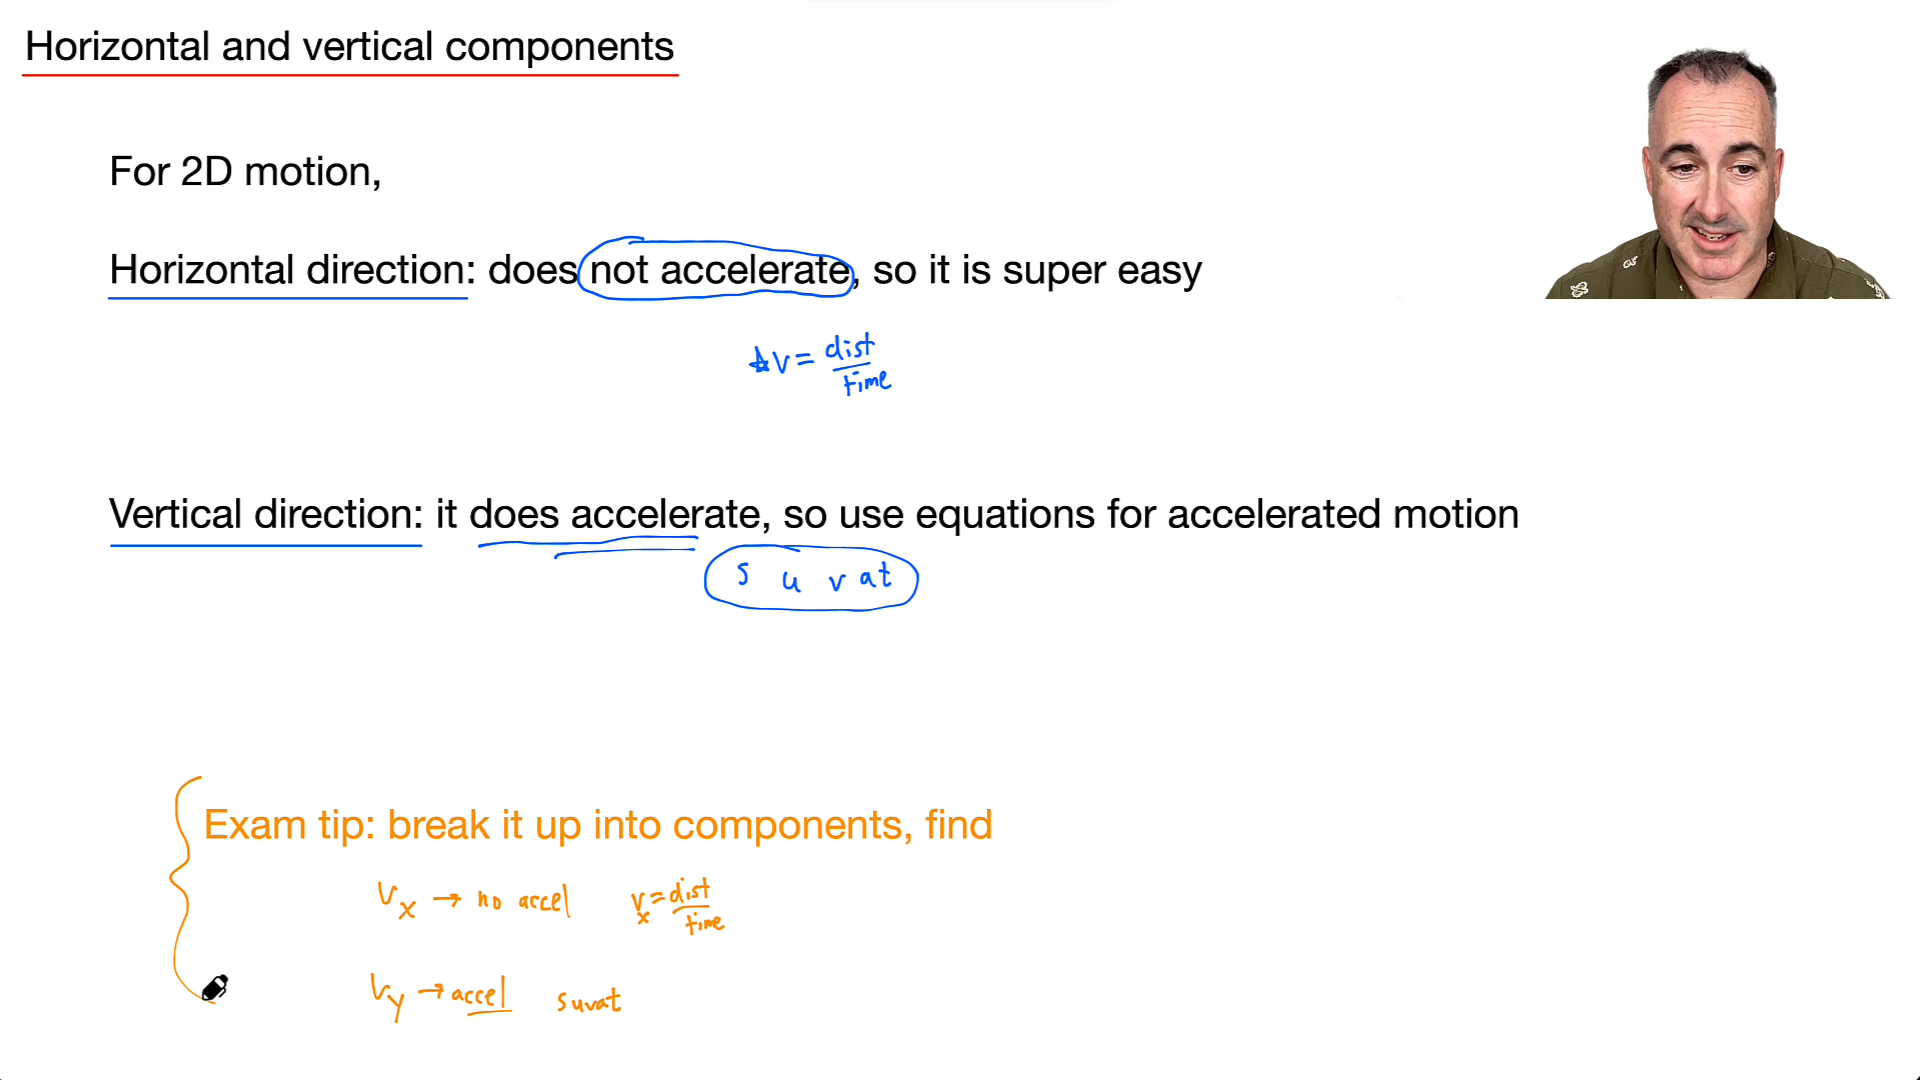 Horizontal and vertical components
For 2D motion,
Horizontal direction: does not accelerate, so it is super easy
v = dist
time
Vertical direction: it does accelerate, so use equations for accelerated motion
s u v at
Exam tip: break it up into components, find
Vx → no accel v = dist
x time
Vy → accel suvat